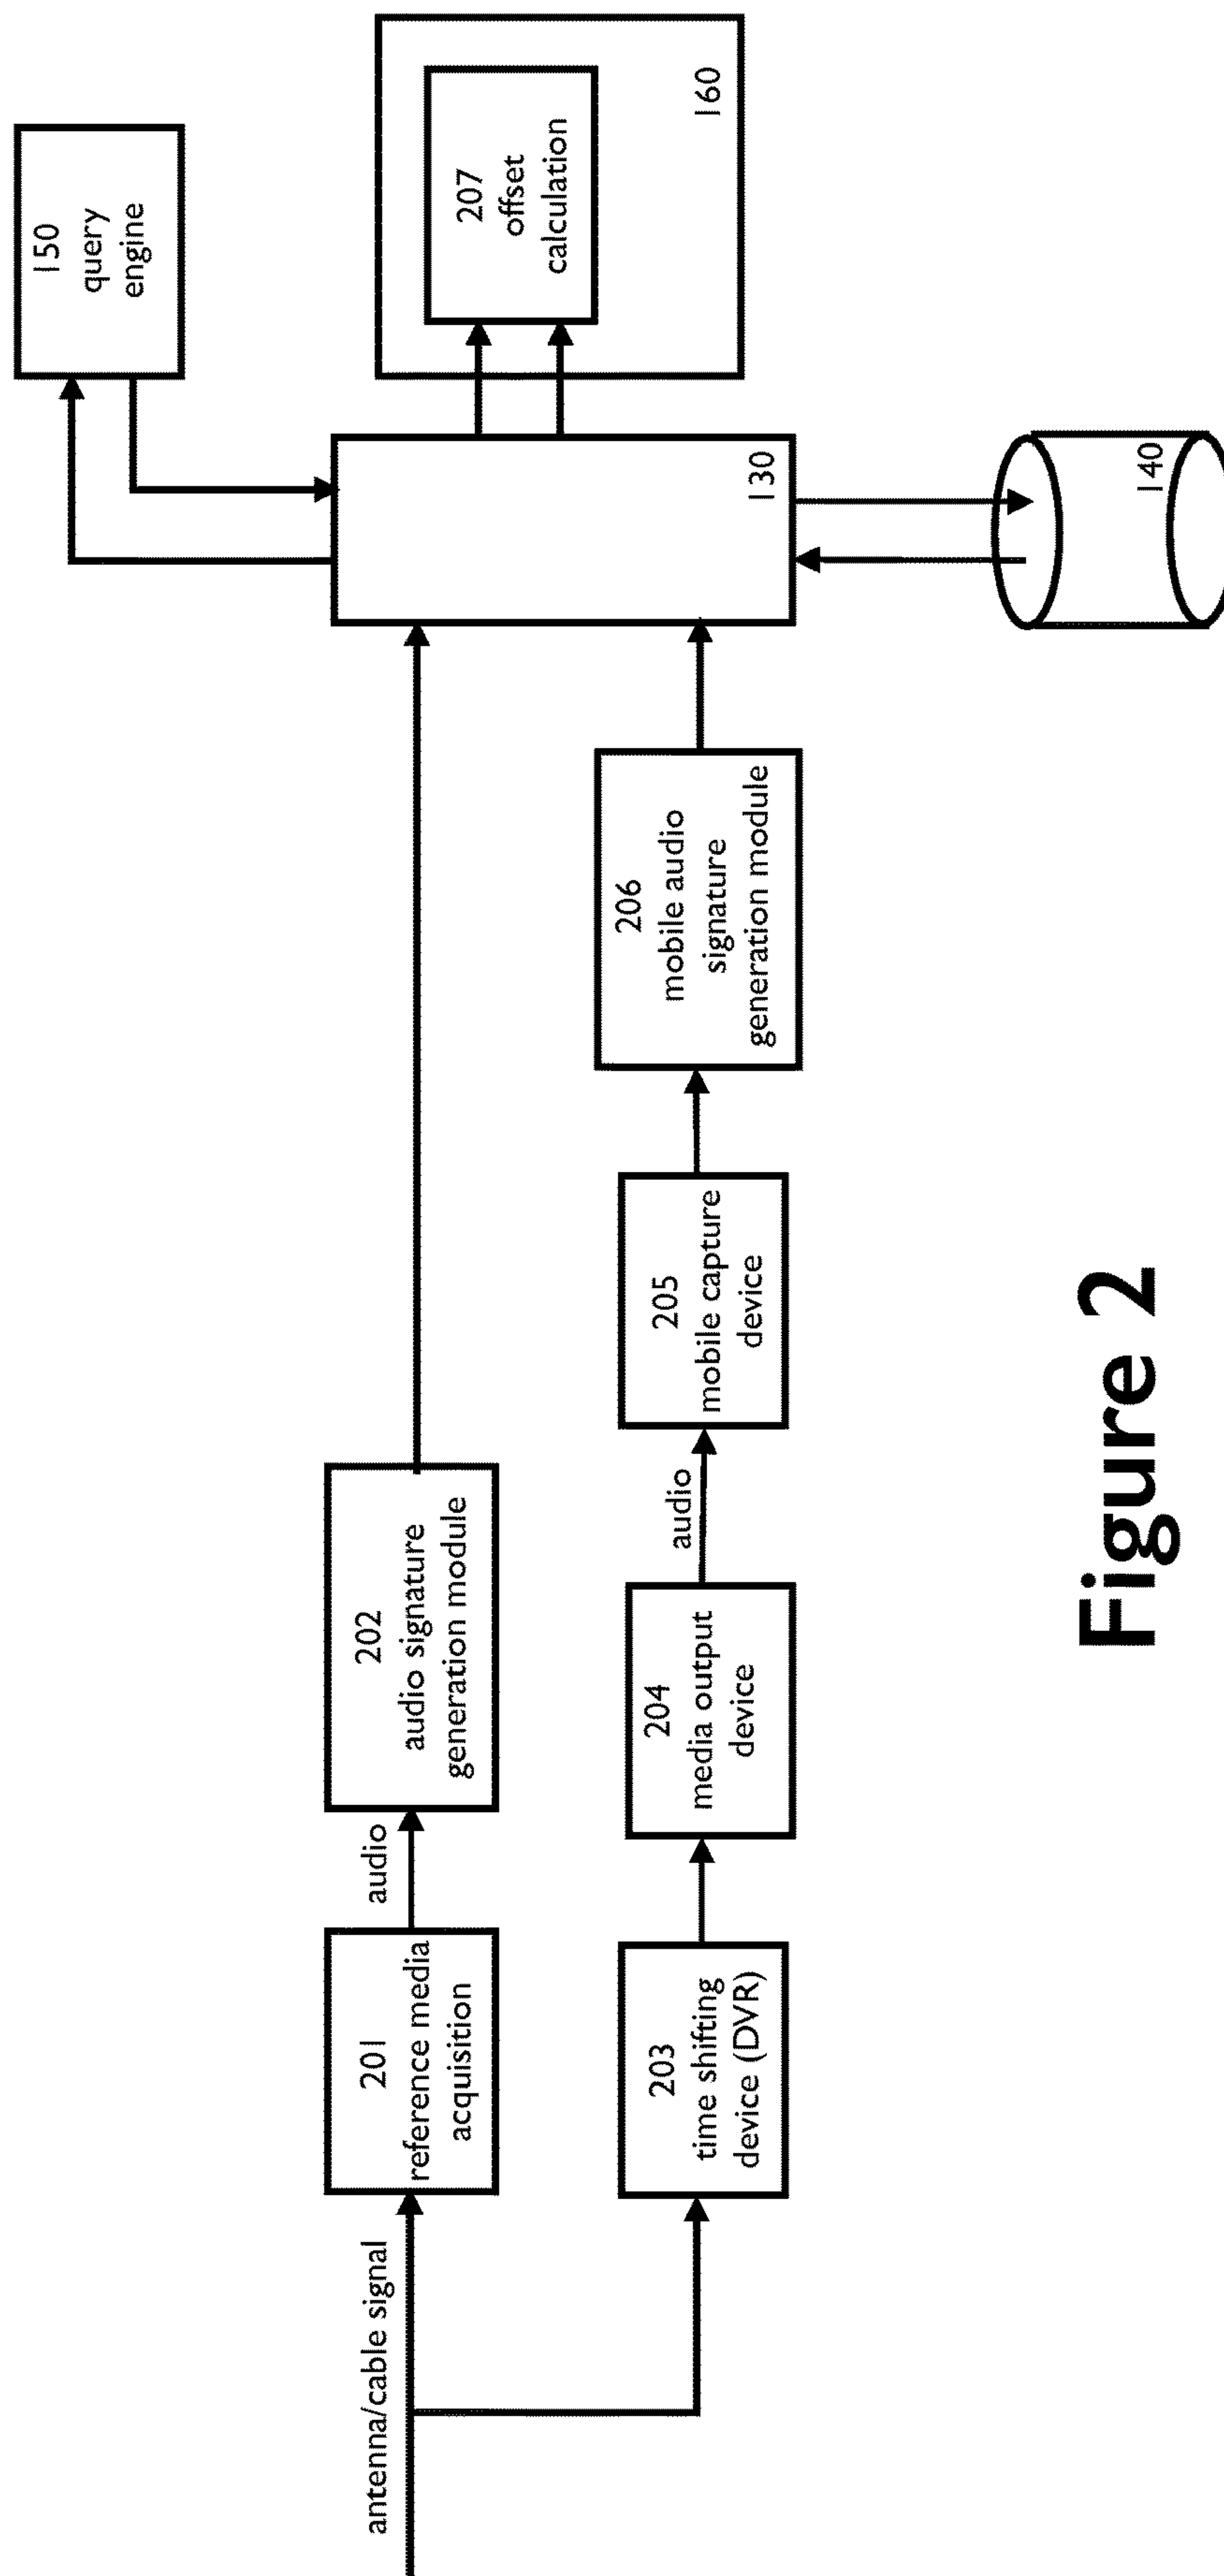 antenna/cable signal
201
reference media
acquisition
audio
202
audio signature
generation module
203
time shifting
device (DVR)
204
media output
device
audio
205
mobile capture
device
206
mobile audio
signature
generation module
130
140
150
query
engine
207
offset
calculation
160
Figure 2